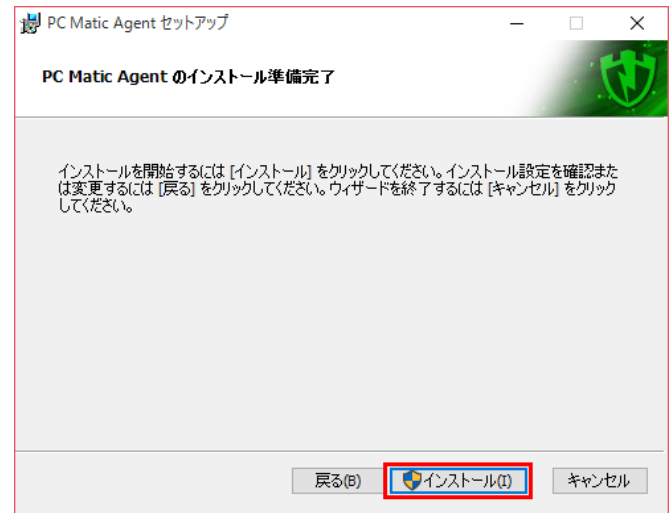 PC Matic Agent セットアップ
PC Matic Agent のインストール準備完了
インストールを開始するには [インストール] をクリックしてください。インストール設定を確認また
は変更するには [戻る] をクリックしてください。ウィザードを終了するには [キャンセル] をクリック
してください。
戻る(B)
インストール(I)
キャンセル